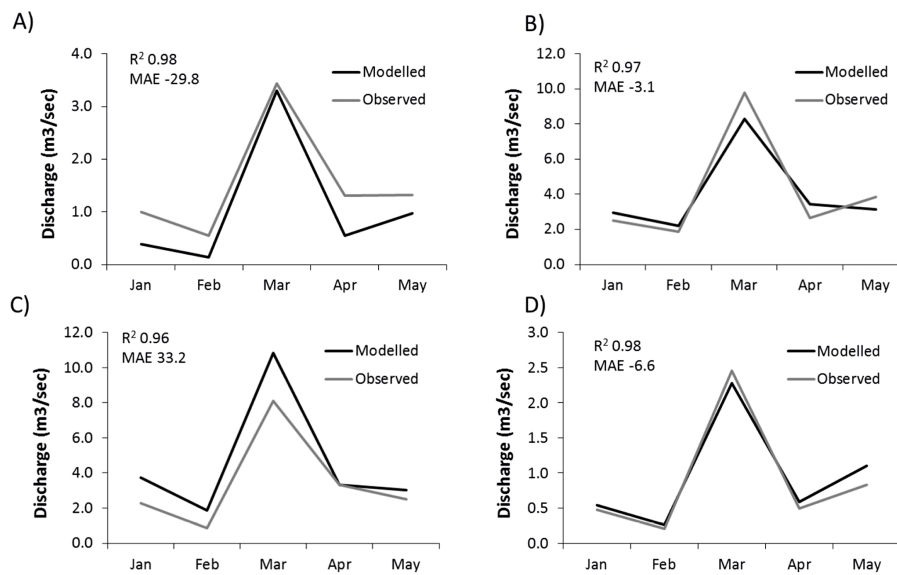 A)
R² 0.98
MAE -29.8
Modelled
Observed
Discharge (m3/sec)
4.0
3.0
2.0
1.0
0.0
Jan Feb Mar Apr May
B)
R² 0.97
MAE -3.1
Modelled
Observed
Discharge (m3/sec)
12.0
10.0
8.0
6.0
4.0
2.0
0.0
Jan Feb Mar Apr May
C)
R² 0.96
MAE 33.2
Modelled
Observed
Discharge (m3/sec)
12.0
10.0
8.0
6.0
4.0
2.0
0.0
Jan Feb Mar Apr May
D)
R² 0.98
MAE -6.6
Modelled
Observed
Discharge (m3/sec)
3.0
2.5
2.0
1.5
1.0
0.5
0.0
Jan Feb Mar Apr May